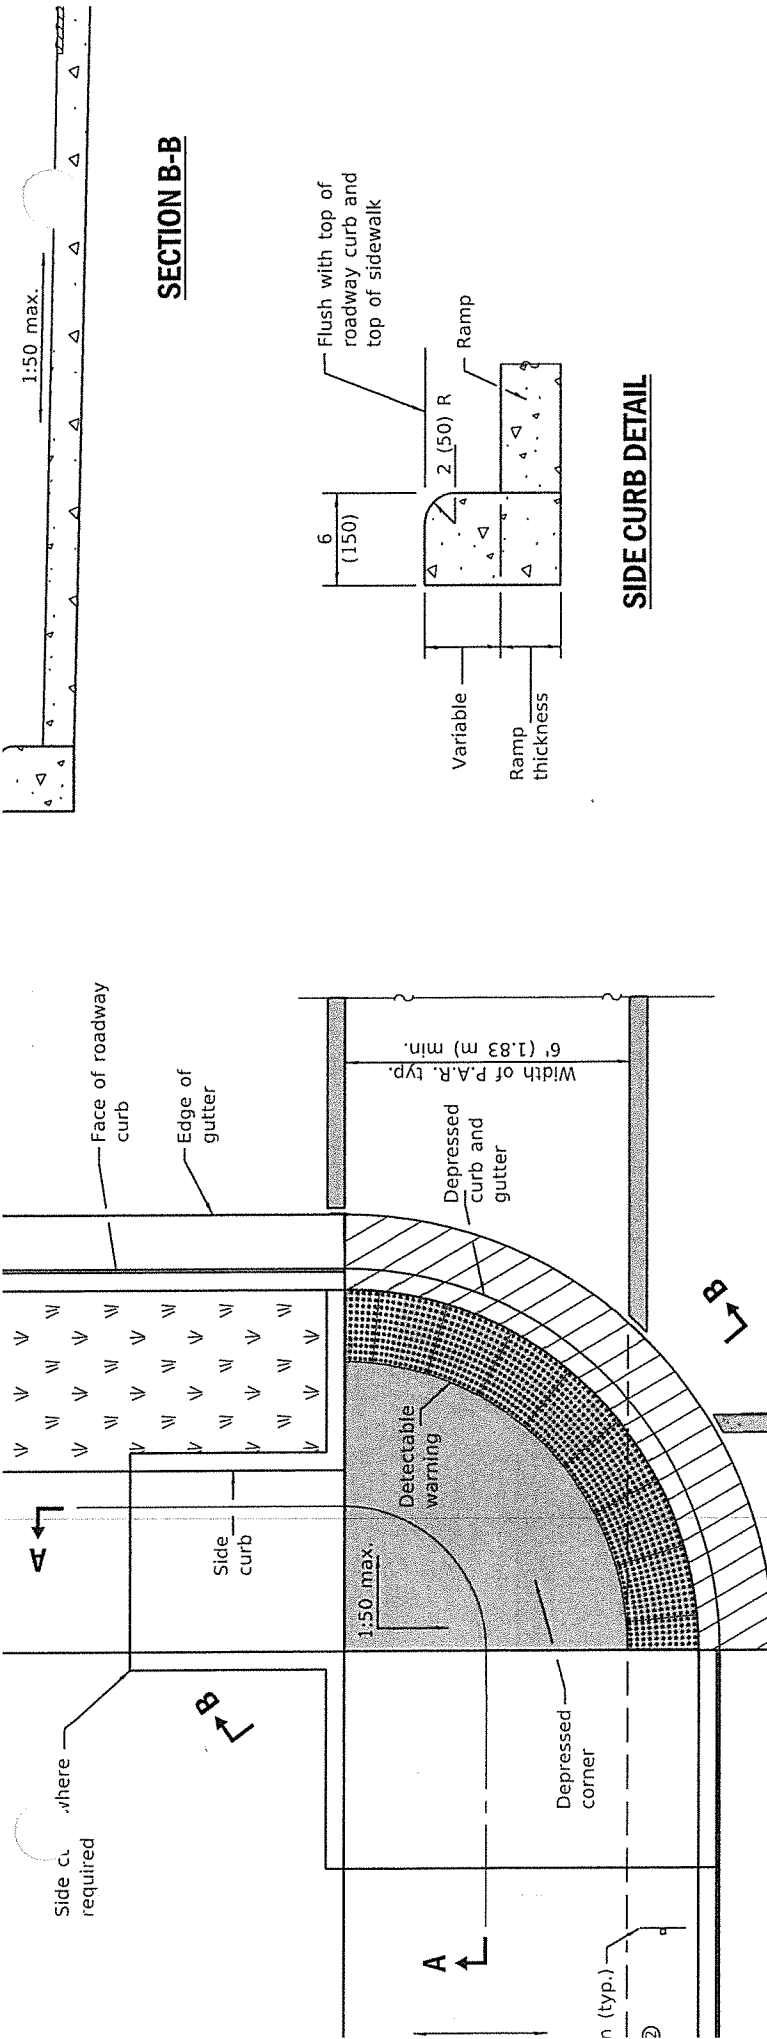 1:50 max.
SECTION B-B
Flush with top of
roadway curb and
top of sidewalk
6
(150)
2 (50) R
Ramp
Variable
Ramp
thickness
SIDE CURB DETAIL
Face of roadway
curb
Edge of
gutter
Width of P.A.R. typ.
6' (1.83 m) min.
Depressed
curb and
gutter
B
A
Side
curb
Detectable
warning
1:50 max.
B
Side
where
required
Depressed
corner
A
(typ.)
2